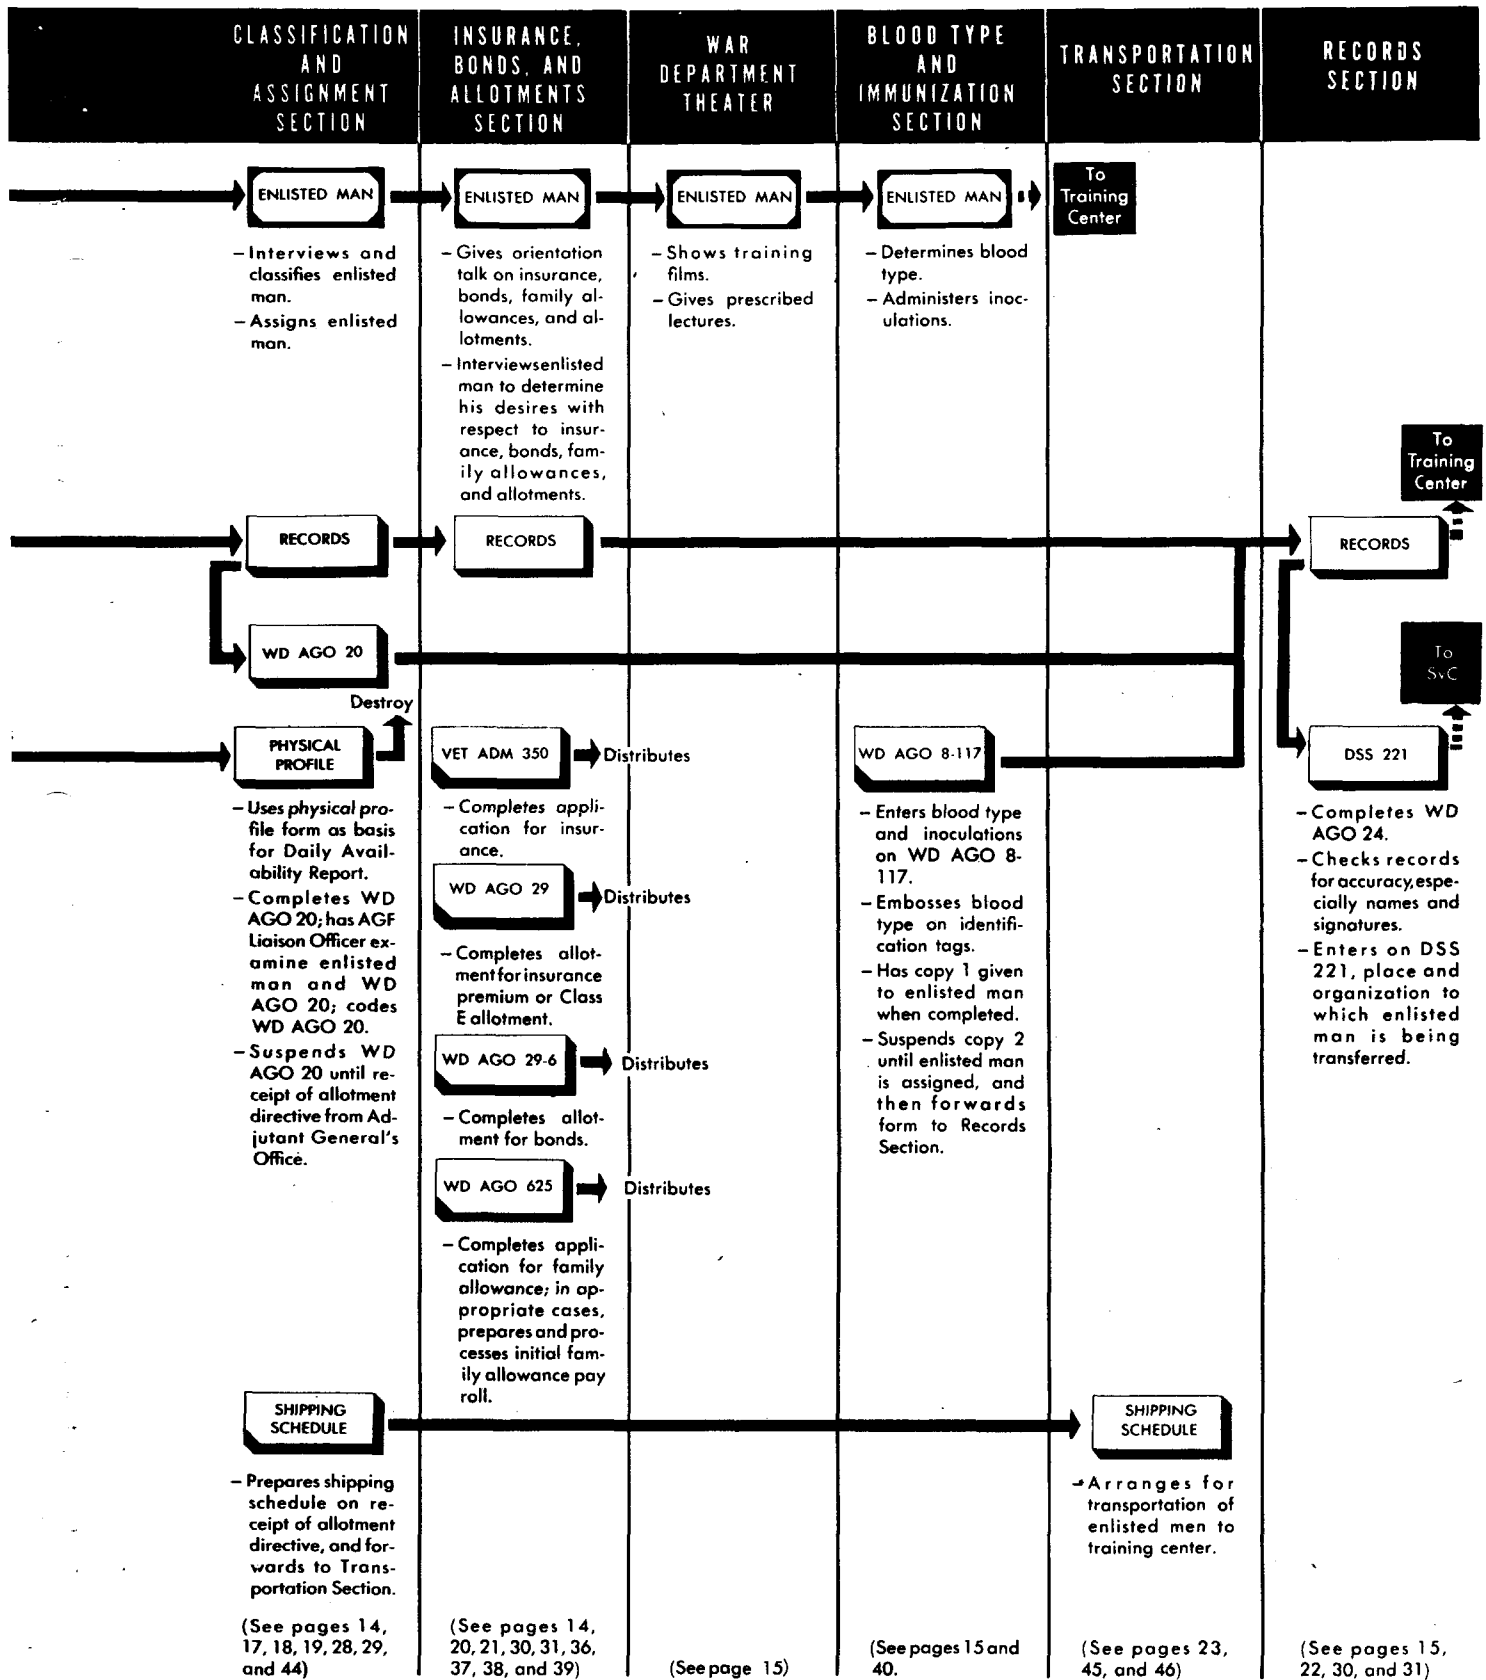 CLASSIFICATION
AND
ASSIGNMENT
SECTION
INSURANCE,
BONDS, AND
ALLOTMENTS
SECTION
WAR
DEPARTMENT
THEATER
BLOOD TYPE
AND
IMMUNIZATION
SECTION
TRANSPORTATION
SECTION
RECORDS
SECTION
ENLISTED MAN
– Interviews and
classifies enlisted
man.
– Assigns enlisted
man.
ENLISTED MAN
– Gives orientation
talk on insurance,
bonds, family al-
lowances, and al-
lotments.
– Interviewsenlisted
man to determine
his desires with
respect to insur-
ance, bonds, fam-
ily allowances,
and allotments.
ENLISTED MAN
– Shows training
films.
– Gives prescribed
lectures.
ENLISTED MAN
– Determines blood
type.
– Administers inoc-
ulations.
To
Training
Center
To
Training
Center
RECORDS
RECORDS
RECORDS
WD AGO 20
To
SvC
Destroy
PHYSICAL
PROFILE
– Uses physical pro-
file form as basis
for Daily Avail-
ability Report.
– Completes WD
AGO 20; has AGF
Liaison Officer ex-
amine enlisted
man and WD
AGO 20; codes
WD AGO 20.
– Suspends WD
AGO 20 until re-
ceipt of allotment
directive from Ad-
jutant General's
Office.
VET ADM 350
Distributes
– Completes appli-
cation for insur-
ance.
WD AGO 29
Distributes
– Completes allot-
ment for insurance
premium or Class
E allotment.
WD AGO 29-6
Distributes
– Completes allot-
ment for bonds.
WD AGO 625
Distributes
– Completes appli-
cation for family
allowance; in ap-
propriate cases,
prepares and pro-
cesses initial fam-
ily allowance pay
roll.
WD AGO 8-117
– Enters blood type
and inoculations
on WD AGO 8-
117.
– Embosses blood
type on identifi-
cation tags.
– Has copy 1 given
to enlisted man
when completed.
– Suspends copy 2
until enlisted man
is assigned, and
then forwards
form to Records
Section.
DSS 221
– Completes WD
AGO 24.
– Checks records
for accuracy, espe-
cially names and
signatures.
– Enters on DSS
221, place and
organization to
which enlisted
man is being
transferred.
SHIPPING
SCHEDULE
– Prepares shipping
schedule on re-
ceipt of allotment
directive, and for-
wards to Trans-
portation Section.
SHIPPING
SCHEDULE
– Arranges for
transportation of
enlisted men to
training center.
(See pages 14,
17, 18, 19, 28, 29,
and 44)
(See pages 14,
20, 21, 30, 31, 36,
37, 38, and 39)
(See page 15)
(See pages 15 and
40.
(See pages 23,
45, and 46)
(See pages 15,
22, 30, and 31)